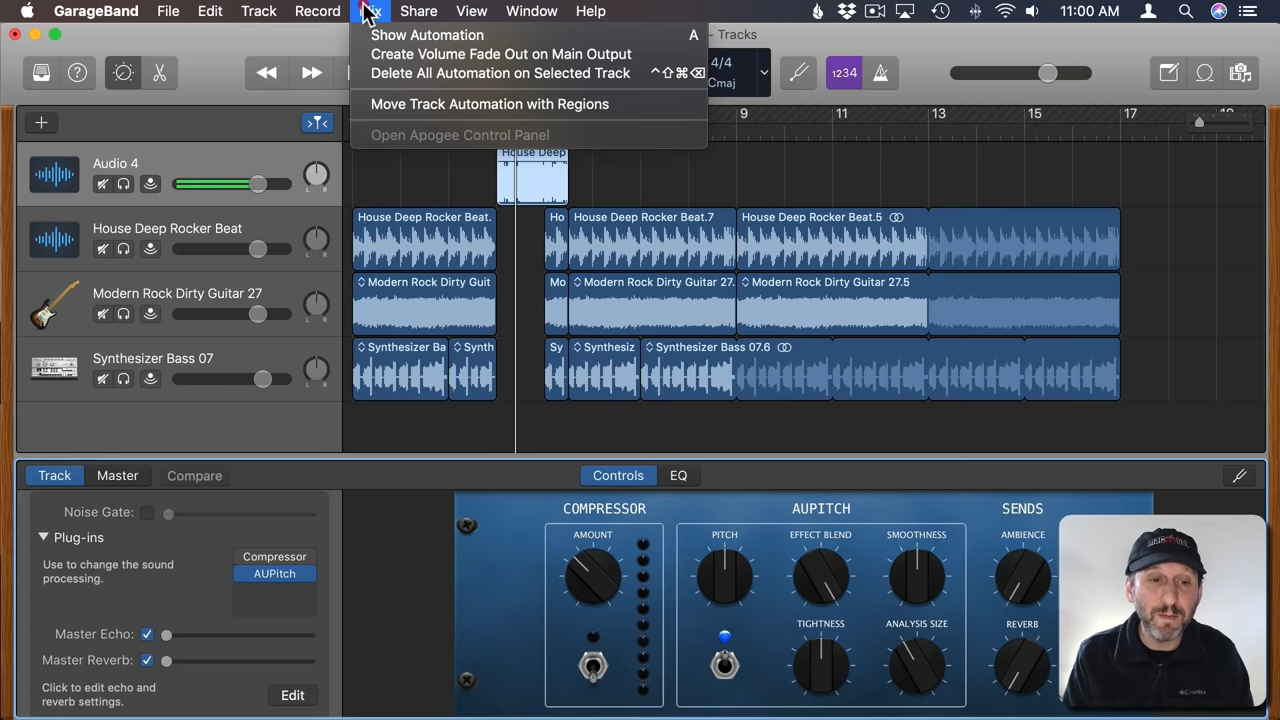 GarageBand File Edit Track Record Mix Share View Window Help 11:00 AM
Show Automation A
Create Volume Fade Out on Main Output
Delete All Automation on Selected Track ⌃⇧⌘⌫
Move Track Automation with Regions
Open Apogee Control Panel
- Tracks
4/4
Cmaj
1234
9 11 13 15 17
Audio 4
House Deep
House Deep Rocker Beat
House Deep Rocker Beat. Ho House Deep Rocker Beat.7 House Deep Rocker Beat.5
Modern Rock Dirty Guitar 27
Modern Rock Dirty Guit Mo Modern Rock Dirty Guitar 27. Modern Rock Dirty Guitar 27.5
Synthesizer Bass 07
Synthesizer Ba Synth Sy Synthesiz Synthesizer Bass 07.6
L R
L R
L R
L R
Track Master Compare Controls EQ
Noise Gate:
Plug-ins
Use to change the sound
processing.
Compressor
AUPitch
Master Echo:
Master Reverb:
Click to edit echo and
reverb settings.
Edit
COMPRESSOR AUPITCH SENDS
AMOUNT PITCH EFFECT BLEND SMOOTHNESS AMBIENCE
TIGHTNESS ANALYSIS SIZE REVERB
Columbia